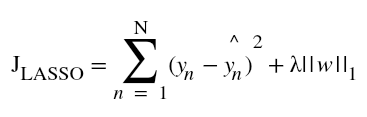 J_LASSO = ∑_{n = 1}^{N} (y_n − ŷ_n)^2 + λ||w||_1